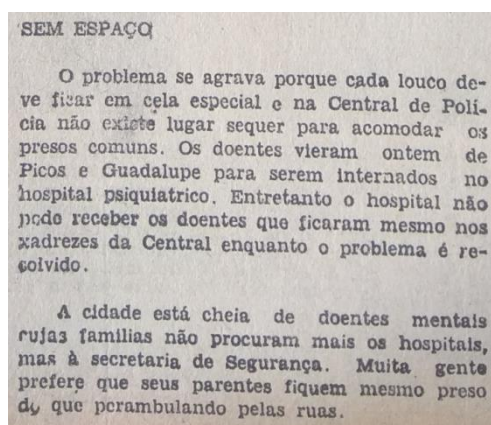 SEM ESPAÇO
O problema se agrava porque cada louco de-
ve ficar em cela especial e na Central de Polí-
cia não existe lugar sequer para acomodar os
presos comuns. Os doentes vieram ontem de
Picos e Guadalupe para serem internados no
hospital psiquiatrico. Entretanto o hospital não
pode receber os doentes que ficaram mesmo nos
xadrezes da Central enquanto o problema é re-
solvido.
A cidade está cheia de doentes mentais
cujas famílias não procuram mais os hospitais,
mas à secretaria de Segurança. Muita gente
prefere que seus parentes fiquem mesmo preso
do que perambulando pelas ruas.